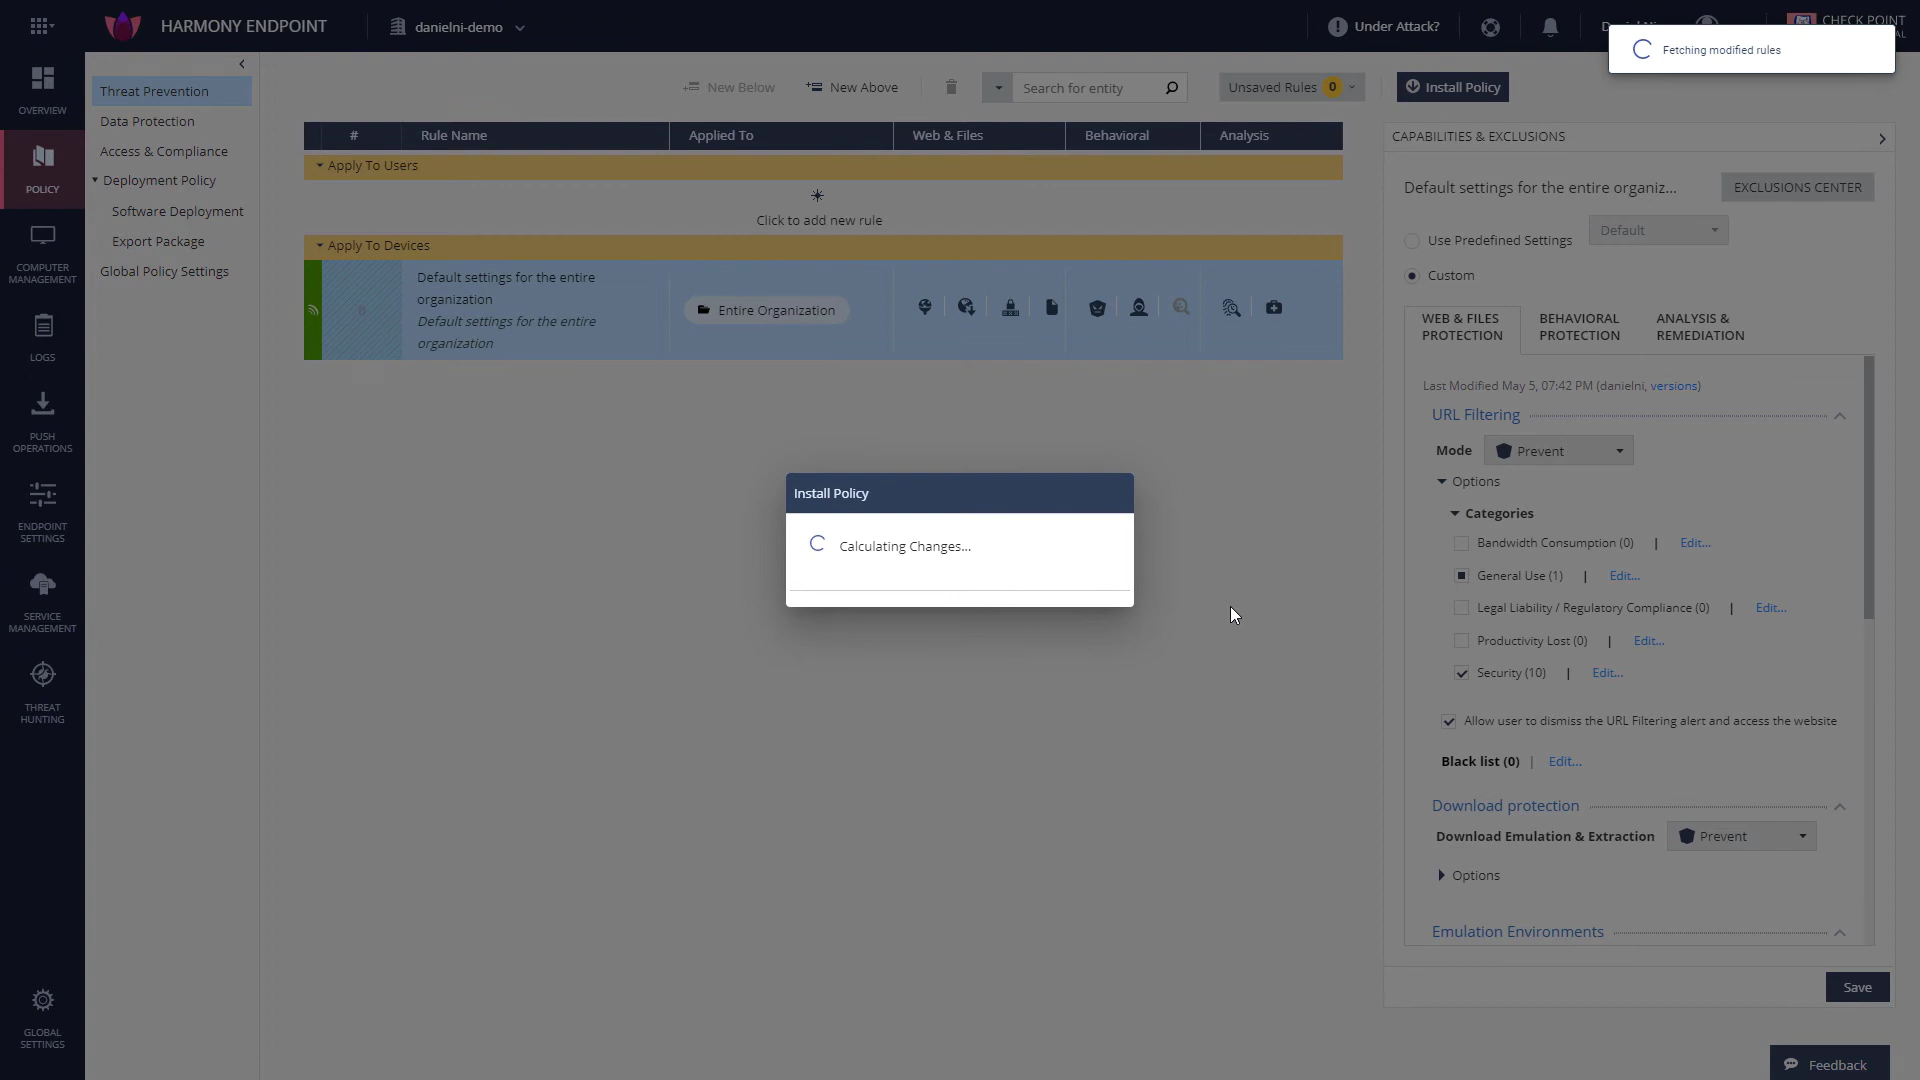 HARMONY ENDPOINT
danielni-demo
Under Attack?
CHECK POINT
Fetching modified rules
OVERVIEW
POLICY
COMPUTER
MANAGEMENT
LOGS
PUSH
OPERATIONS
ENDPOINT
SETTINGS
SERVICE
MANAGEMENT
THREAT
HUNTING
GLOBAL
SETTINGS
Threat Prevention
Data Protection
Access & Compliance
Deployment Policy
Software Deployment
Export Package
Global Policy Settings
New Below
New Above
Search for entity
Unsaved Rules 0
Install Policy
# Rule Name Applied To Web & Files Behavioral Analysis
Apply To Users
Click to add new rule
Apply To Devices
Default settings for the entire
organization
Default settings for the entire
organization
Entire Organization
Install Policy
Calculating Changes...
CAPABILITIES & EXCLUSIONS
Default settings for the entire organiz...
EXCLUSIONS CENTER
Use Predefined Settings
Default
Custom
WEB & FILES
PROTECTION
BEHAVIORAL
PROTECTION
ANALYSIS &
REMEDIATION
Last Modified May 5, 07:42 PM (danielni, versions)
URL Filtering
Mode Prevent
Options
Categories
Bandwidth Consumption (0) | Edit...
General Use (1) | Edit...
Legal Liability / Regulatory Compliance (0) | Edit...
Productivity Lost (0) | Edit...
Security (10) | Edit...
Allow user to dismiss the URL Filtering alert and access the website
Black list (0) | Edit...
Download protection
Download Emulation & Extraction Prevent
Options
Emulation Environments
Save
Feedback